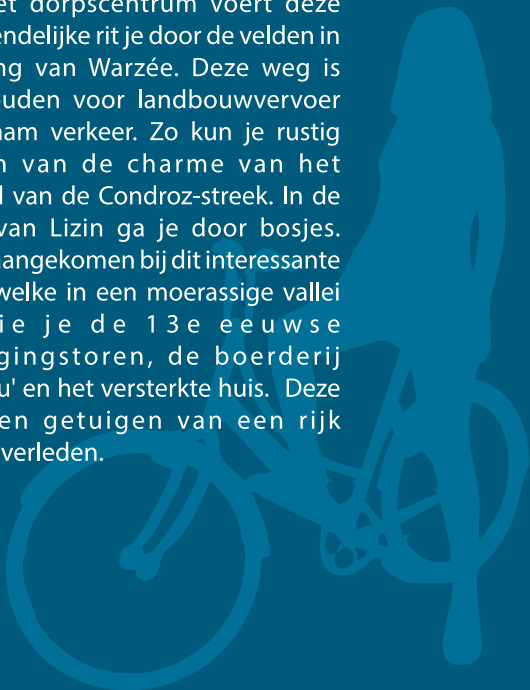 et dorpscentrum voert deze
endelijke rit je door de velden in
ng van Warzée. Deze weg is
ouden voor landbouwvervoer
aam verkeer. Zo kun je rustig
n van de charme van het
l van de Condroz-streek. In de
van Lizin ga je door bosjes.
aangekomen bij dit interessante
welke in een moerassige vallei
ie je de 13e eeuwse
gingstoren, de boerderij
u' en het versterkte huis. Deze
en getuigen van een rijk
verleden.